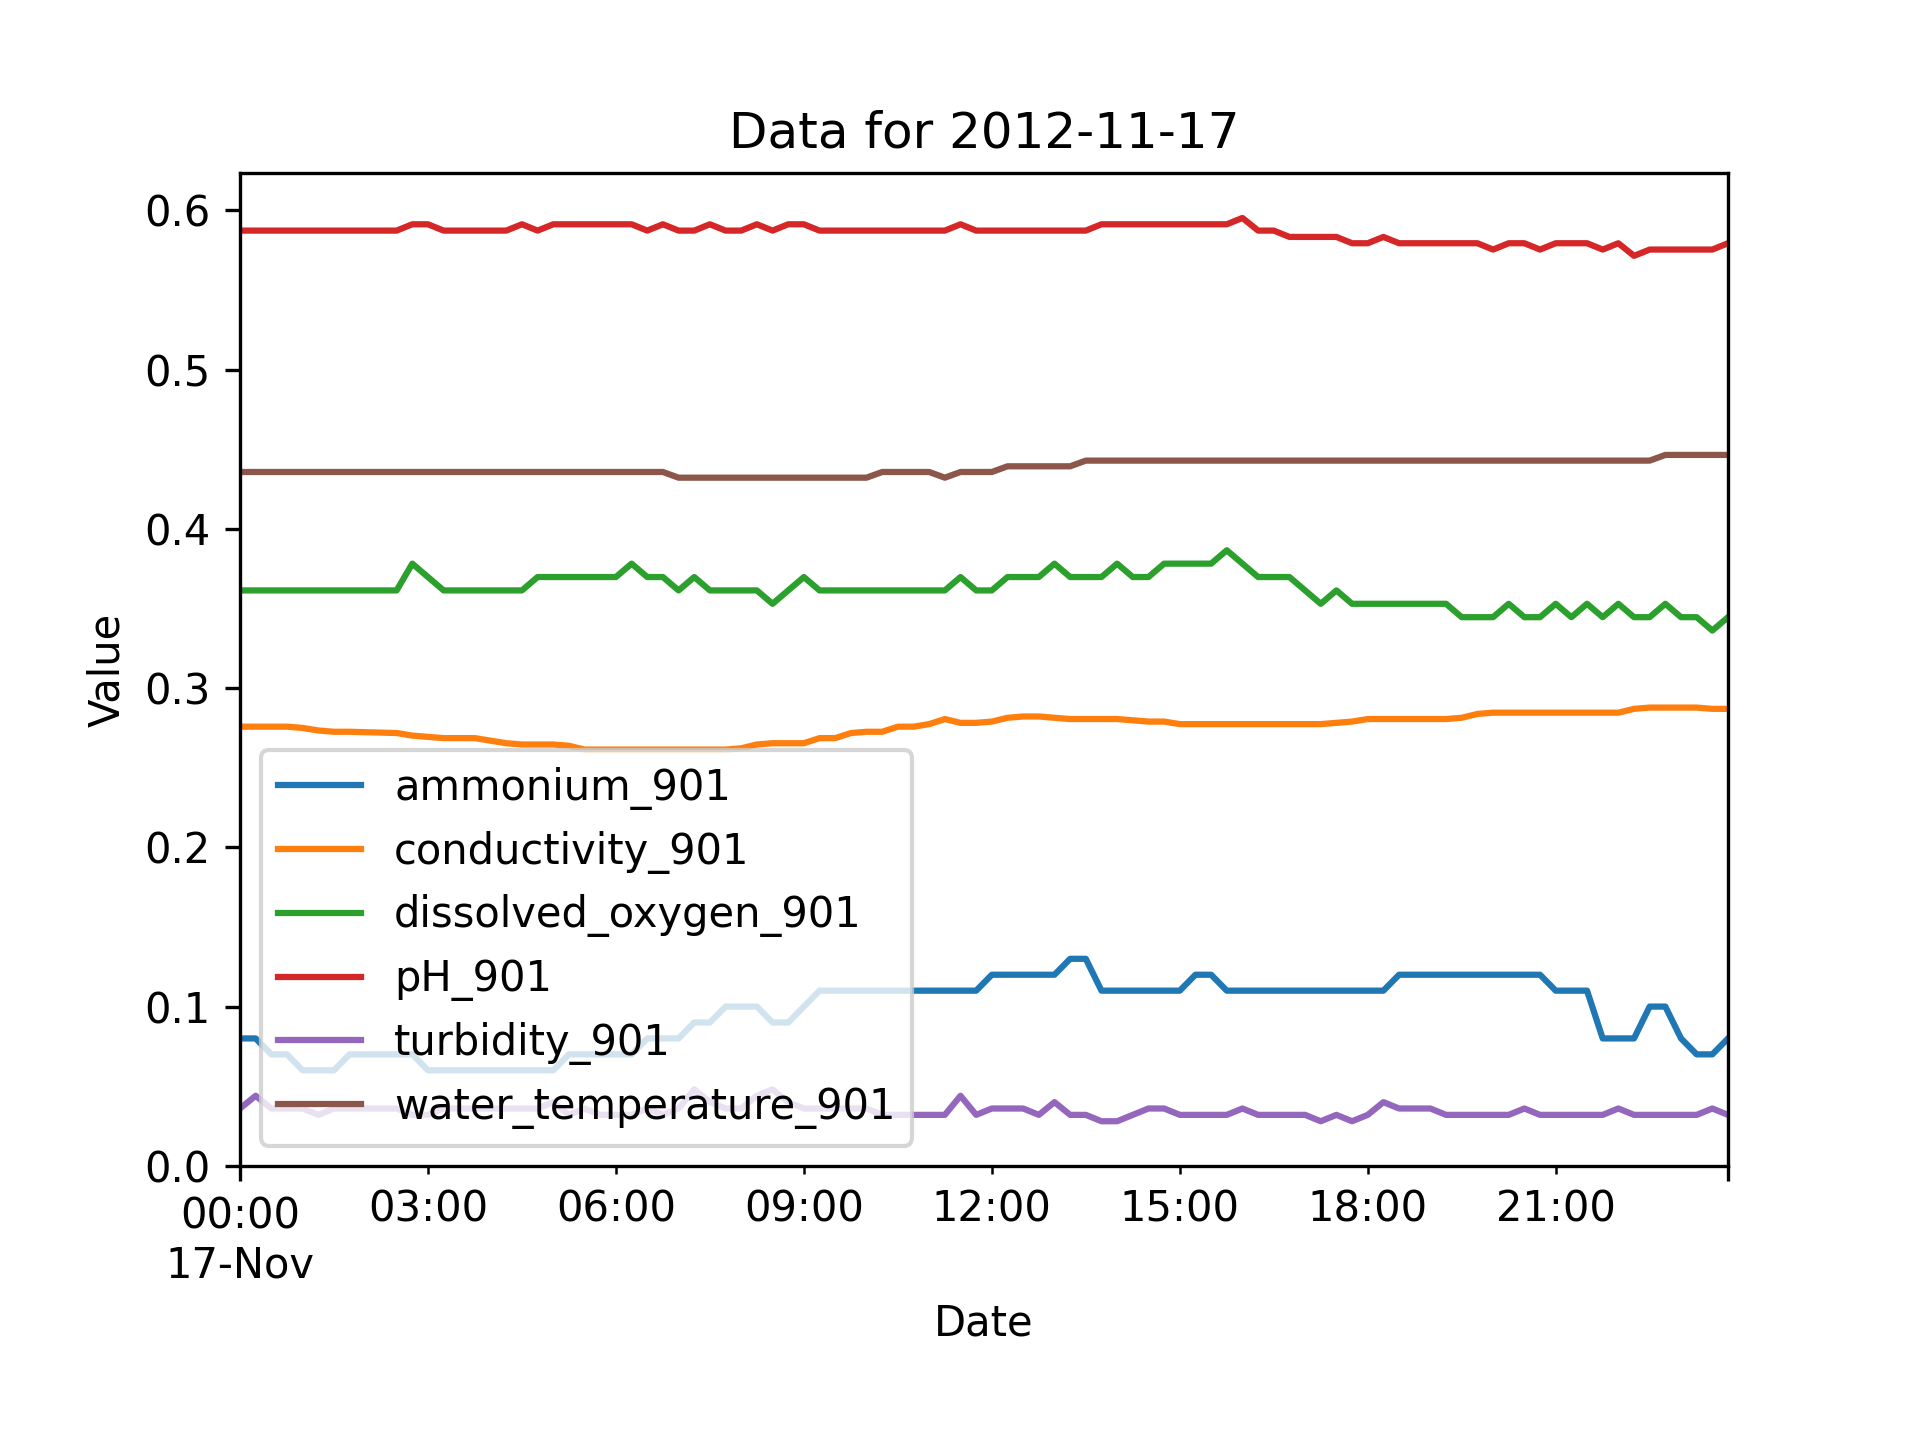 Data for 2012-11-17
Value
0.6
0.5
0.4
0.3
0.2
0.1
0.0
ammonium_901
conductivity_901
dissolved_oxygen_901
pH_901
turbidity_901
water_temperature_901
00:00 03:00 06:00 09:00 12:00 15:00 18:00 21:00
17-Nov
Date